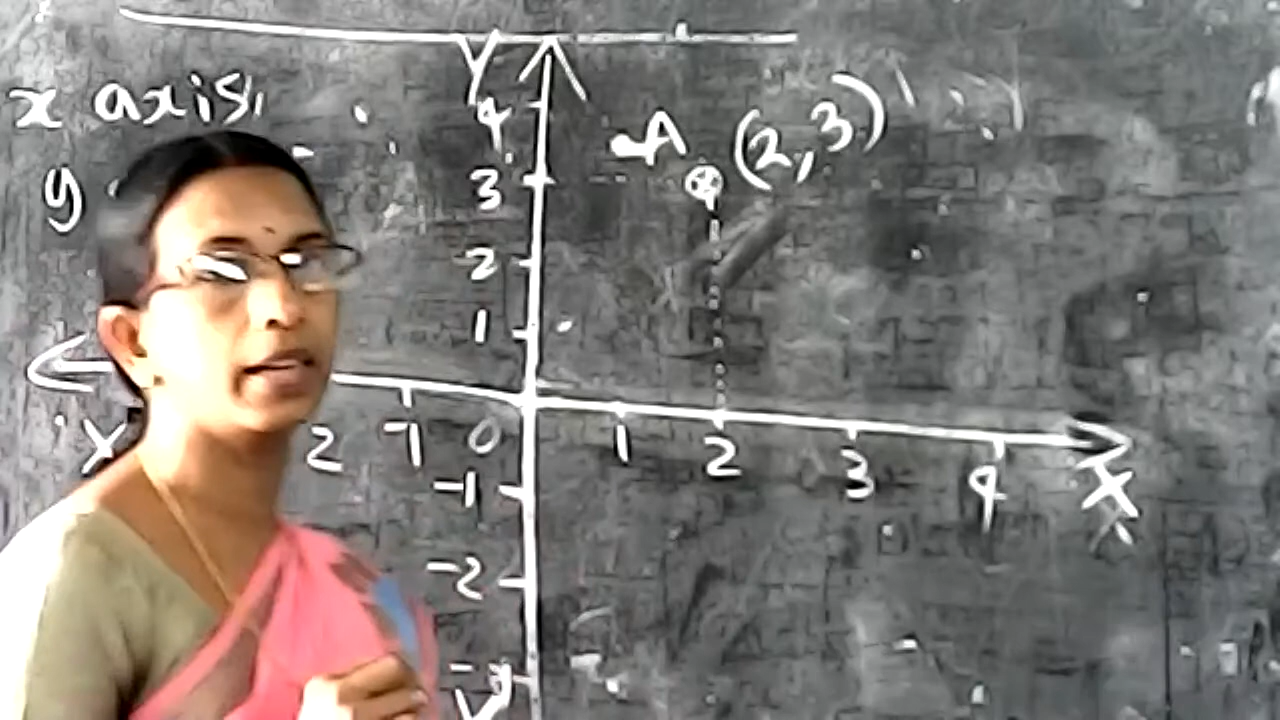 x axis,
y
Y
4
A (2,3)
3
2
1
X 2 -1 0 1 2 3 4 X
-1
-2
-y